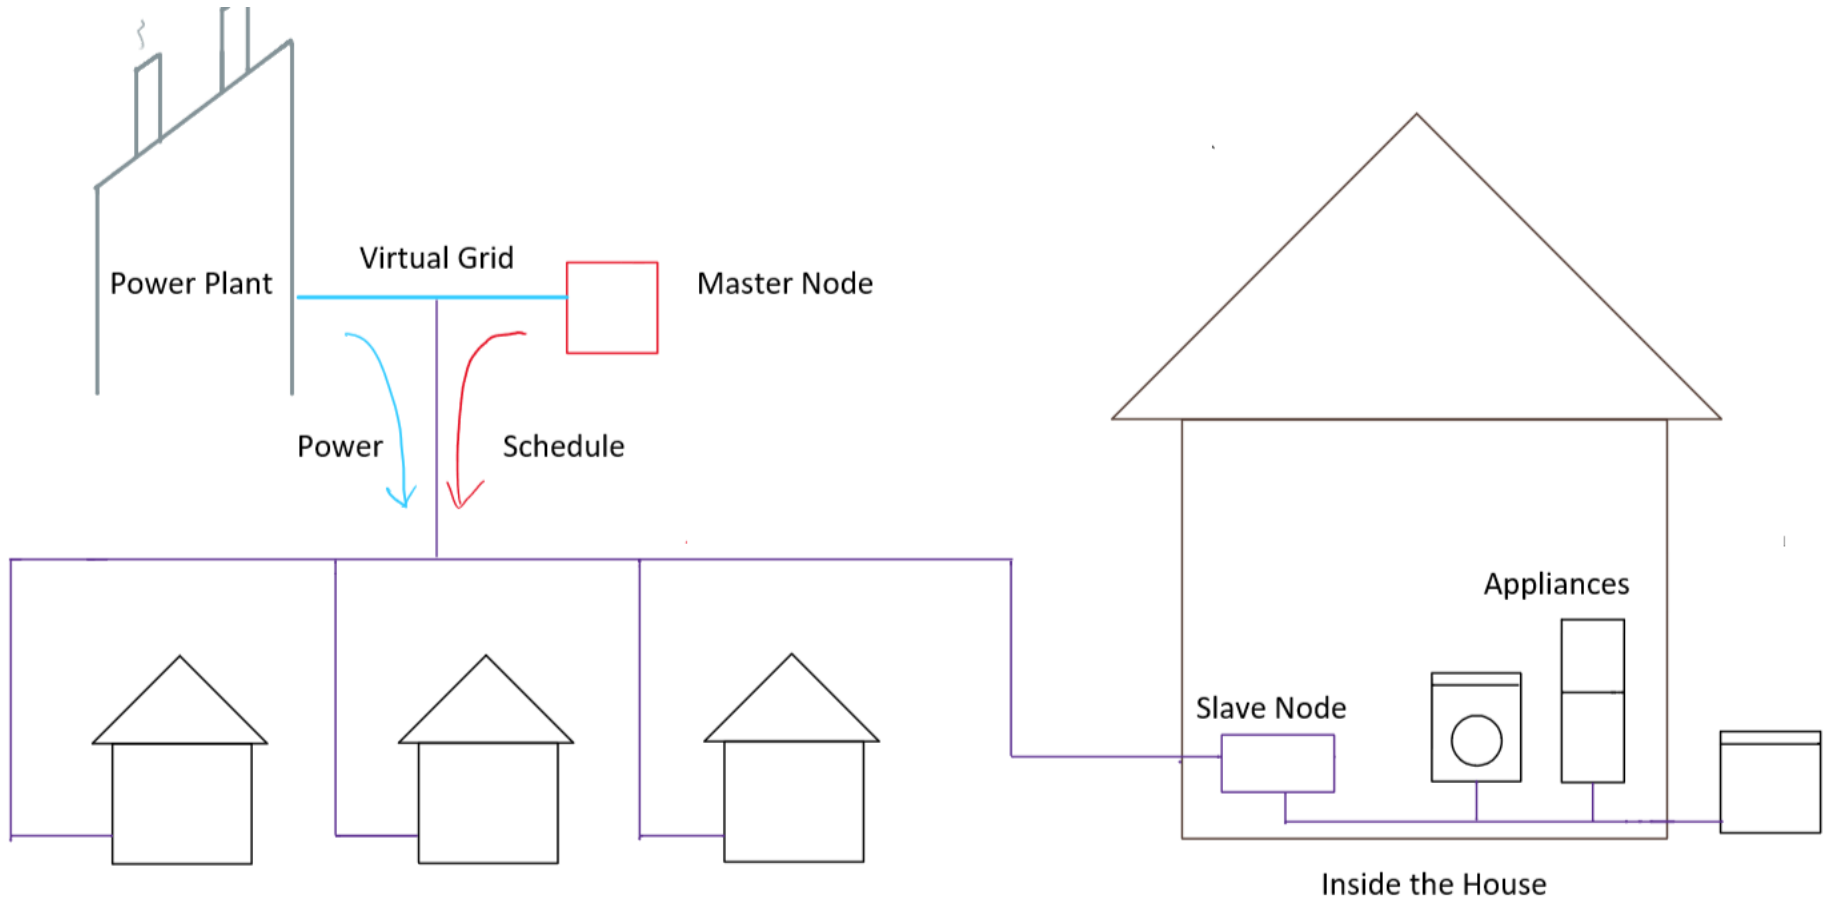 Virtual Grid
Power Plant
Master Node
Power
Schedule
Appliances
Slave Node
Inside the House